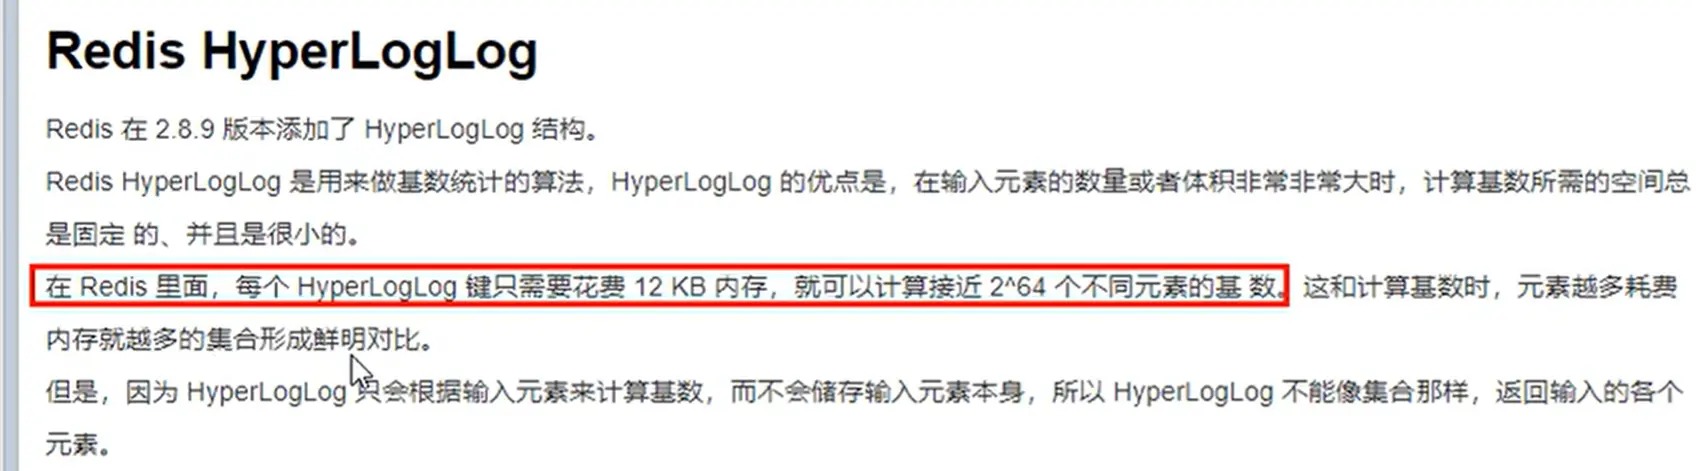 Redis HyperLogLog
Redis 在 2.8.9 版本添加了 HyperLogLog 结构。
Redis HyperLogLog 是用来做基数统计的算法，HyperLogLog 的优点是，在输入元素的数量或者体积非常非常大时，计算基数所需的空间总
是固定 的、并且是很小的。
在 Redis 里面，每个 HyperLogLog 键只需要花费 12 KB 内存，就可以计算接近 2^64 个不同元素的基 数。这和计算基数时，元素越多耗费
内存就越多的集合形成鲜明对比。
但是，因为 HyperLogLog 只会根据输入元素来计算基数，而不会储存输入元素本身，所以 HyperLogLog 不能像集合那样，返回输入的各个
元素。